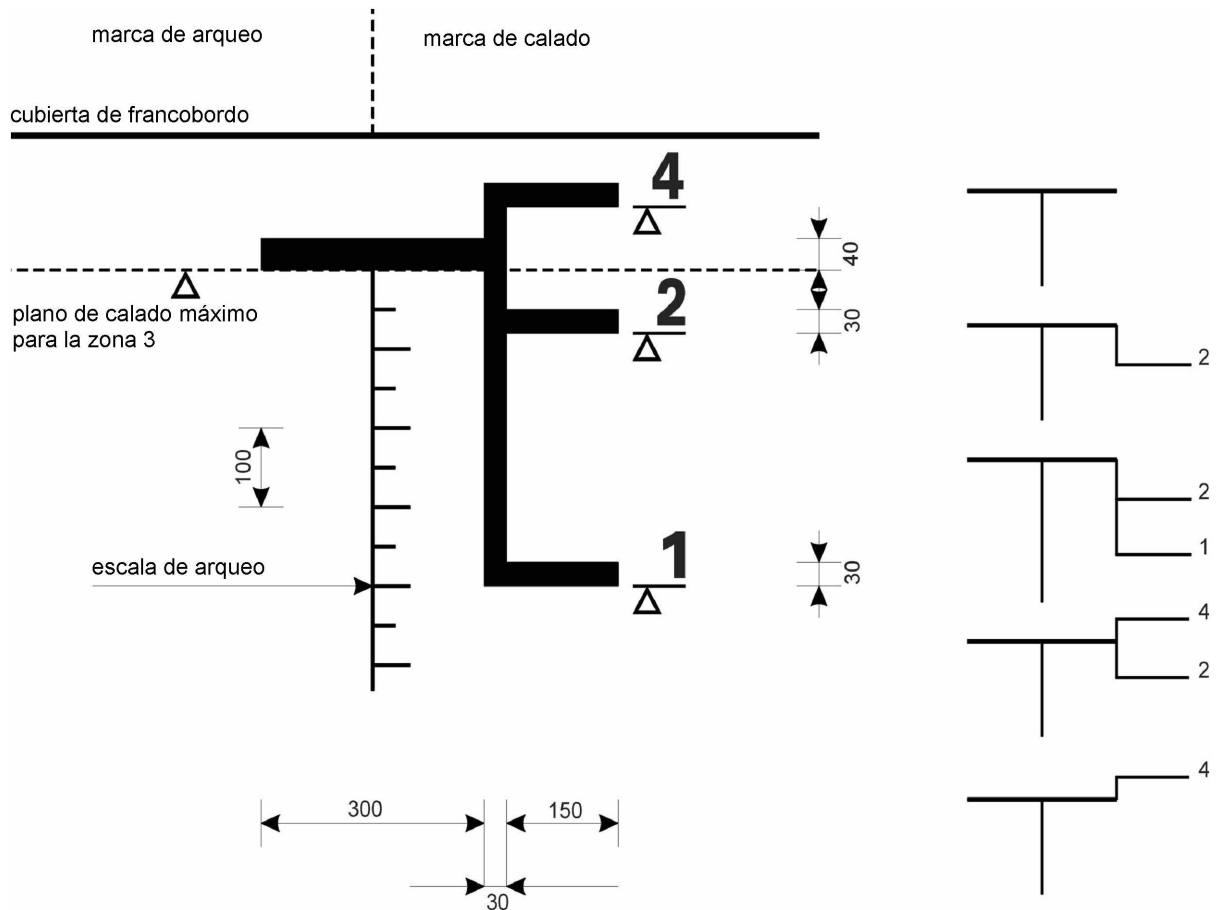 marca de arqueo
marca de calado
cubierta de francobordo
4
40
plano de calado máximo
para la zona 3
2
30
2
100
2
1
1
30
escala de arqueo
4
2
4
300
150
30